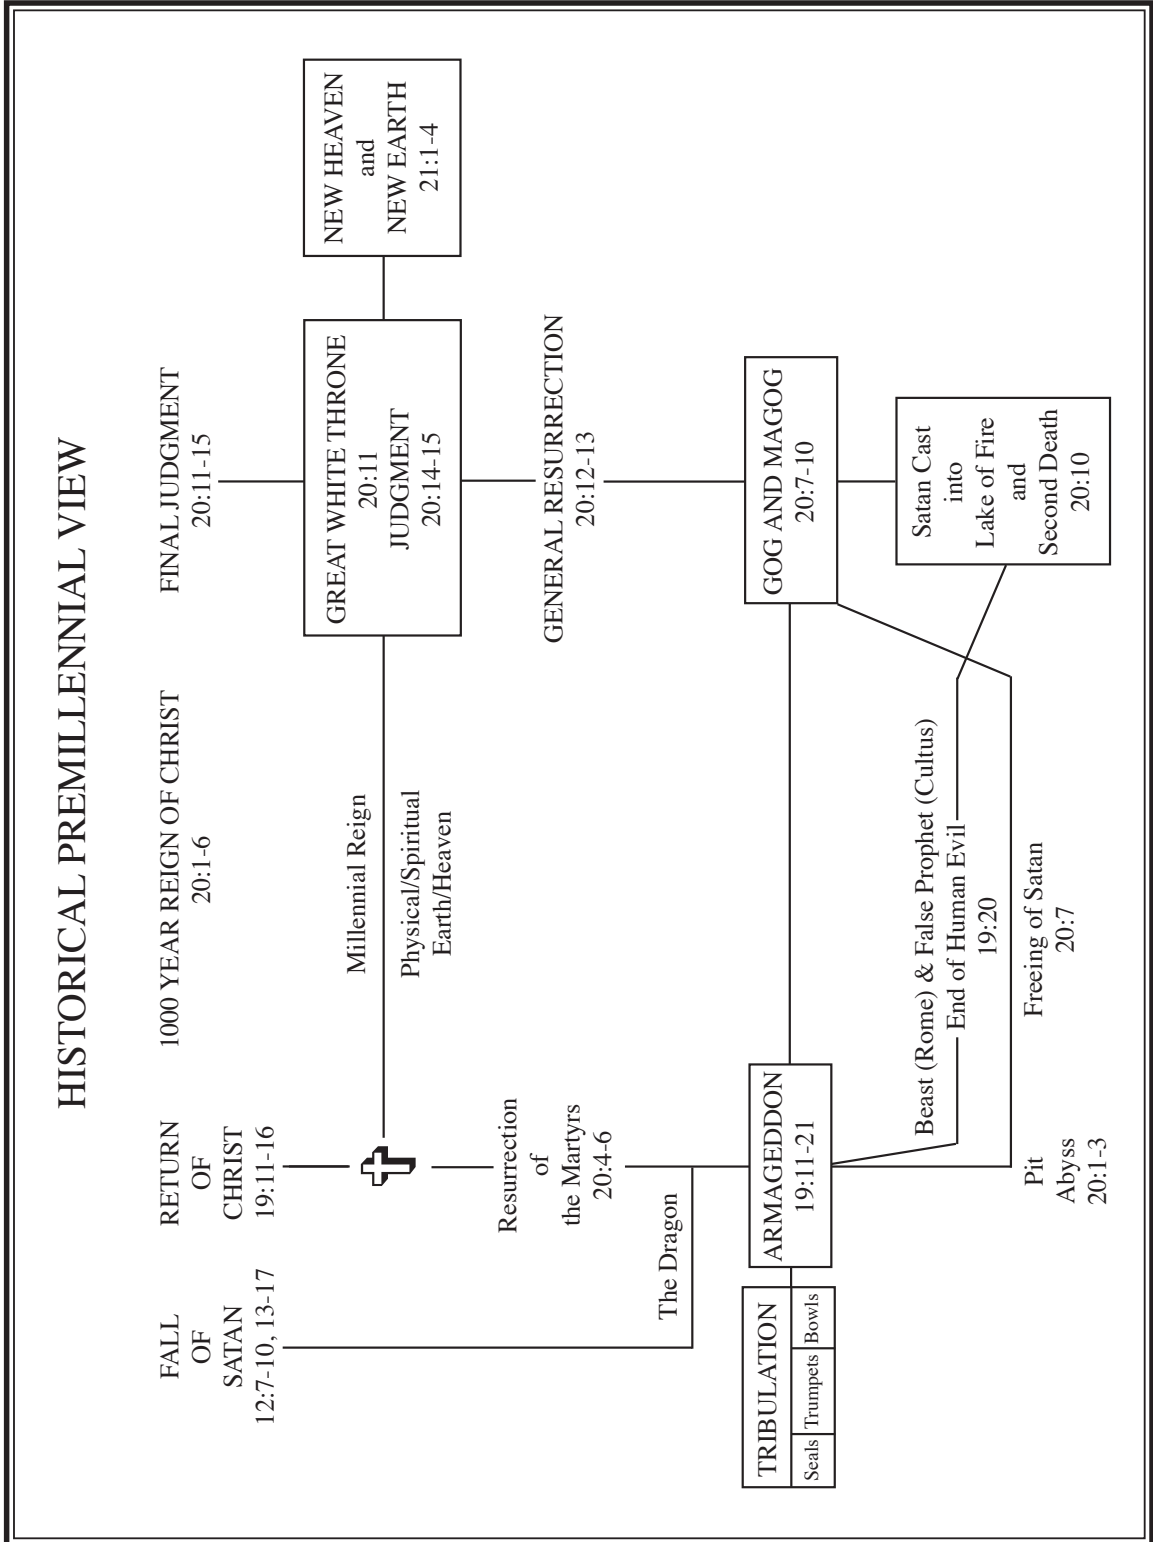 HISTORICAL PREMILLENNIAL VIEW
FALL
OF
SATAN
12:7-10, 13-17
RETURN
OF
CHRIST
19:11-16
1000 YEAR REIGN OF CHRIST
20:1-6
FINAL JUDGMENT
20:11-15
Millennial Reign
Physical/Spiritual
Earth/Heaven
GREAT WHITE THRONE
20:11
JUDGMENT
20:14-15
NEW HEAVEN
and
NEW EARTH
21:1-4
Resurrection
of
the Martyrs
20:4-6
GENERAL RESURRECTION
20:12-13
The Dragon
TRIBULATION
Seals
Trumpets
Bowls
ARMAGEDDON
19:11-21
GOG AND MAGOG
20:7-10
Beast (Rome) & False Prophet (Cultus)
End of Human Evil
19:20
Satan Cast
into
Lake of Fire
and
Second Death
20:10
Pit
Abyss
20:1-3
Freeing of Satan
20:7